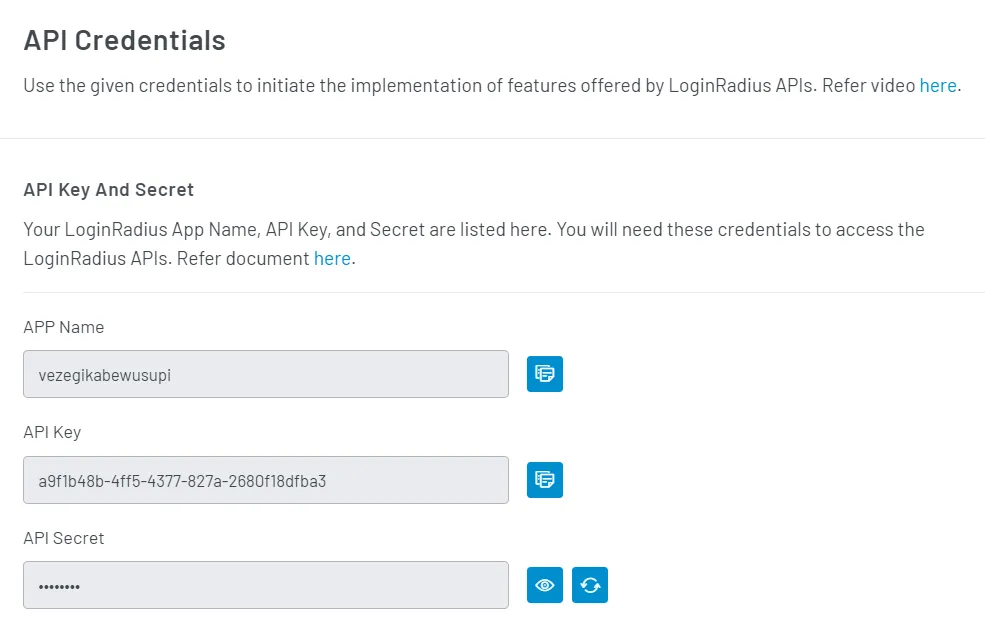 API Credentials
Use the given credentials to initiate the implementation of features offered by LoginRadius APIs. Refer video here.
API Key And Secret
Your LoginRadius App Name, API Key, and Secret are listed here. You will need these credentials to access the
LoginRadius APIs. Refer document here.
APP Name
vezegikabewusupi
API Key
a9f1b48b-4ff5-4377-827a-2680f18dfba3
API Secret
••••••••